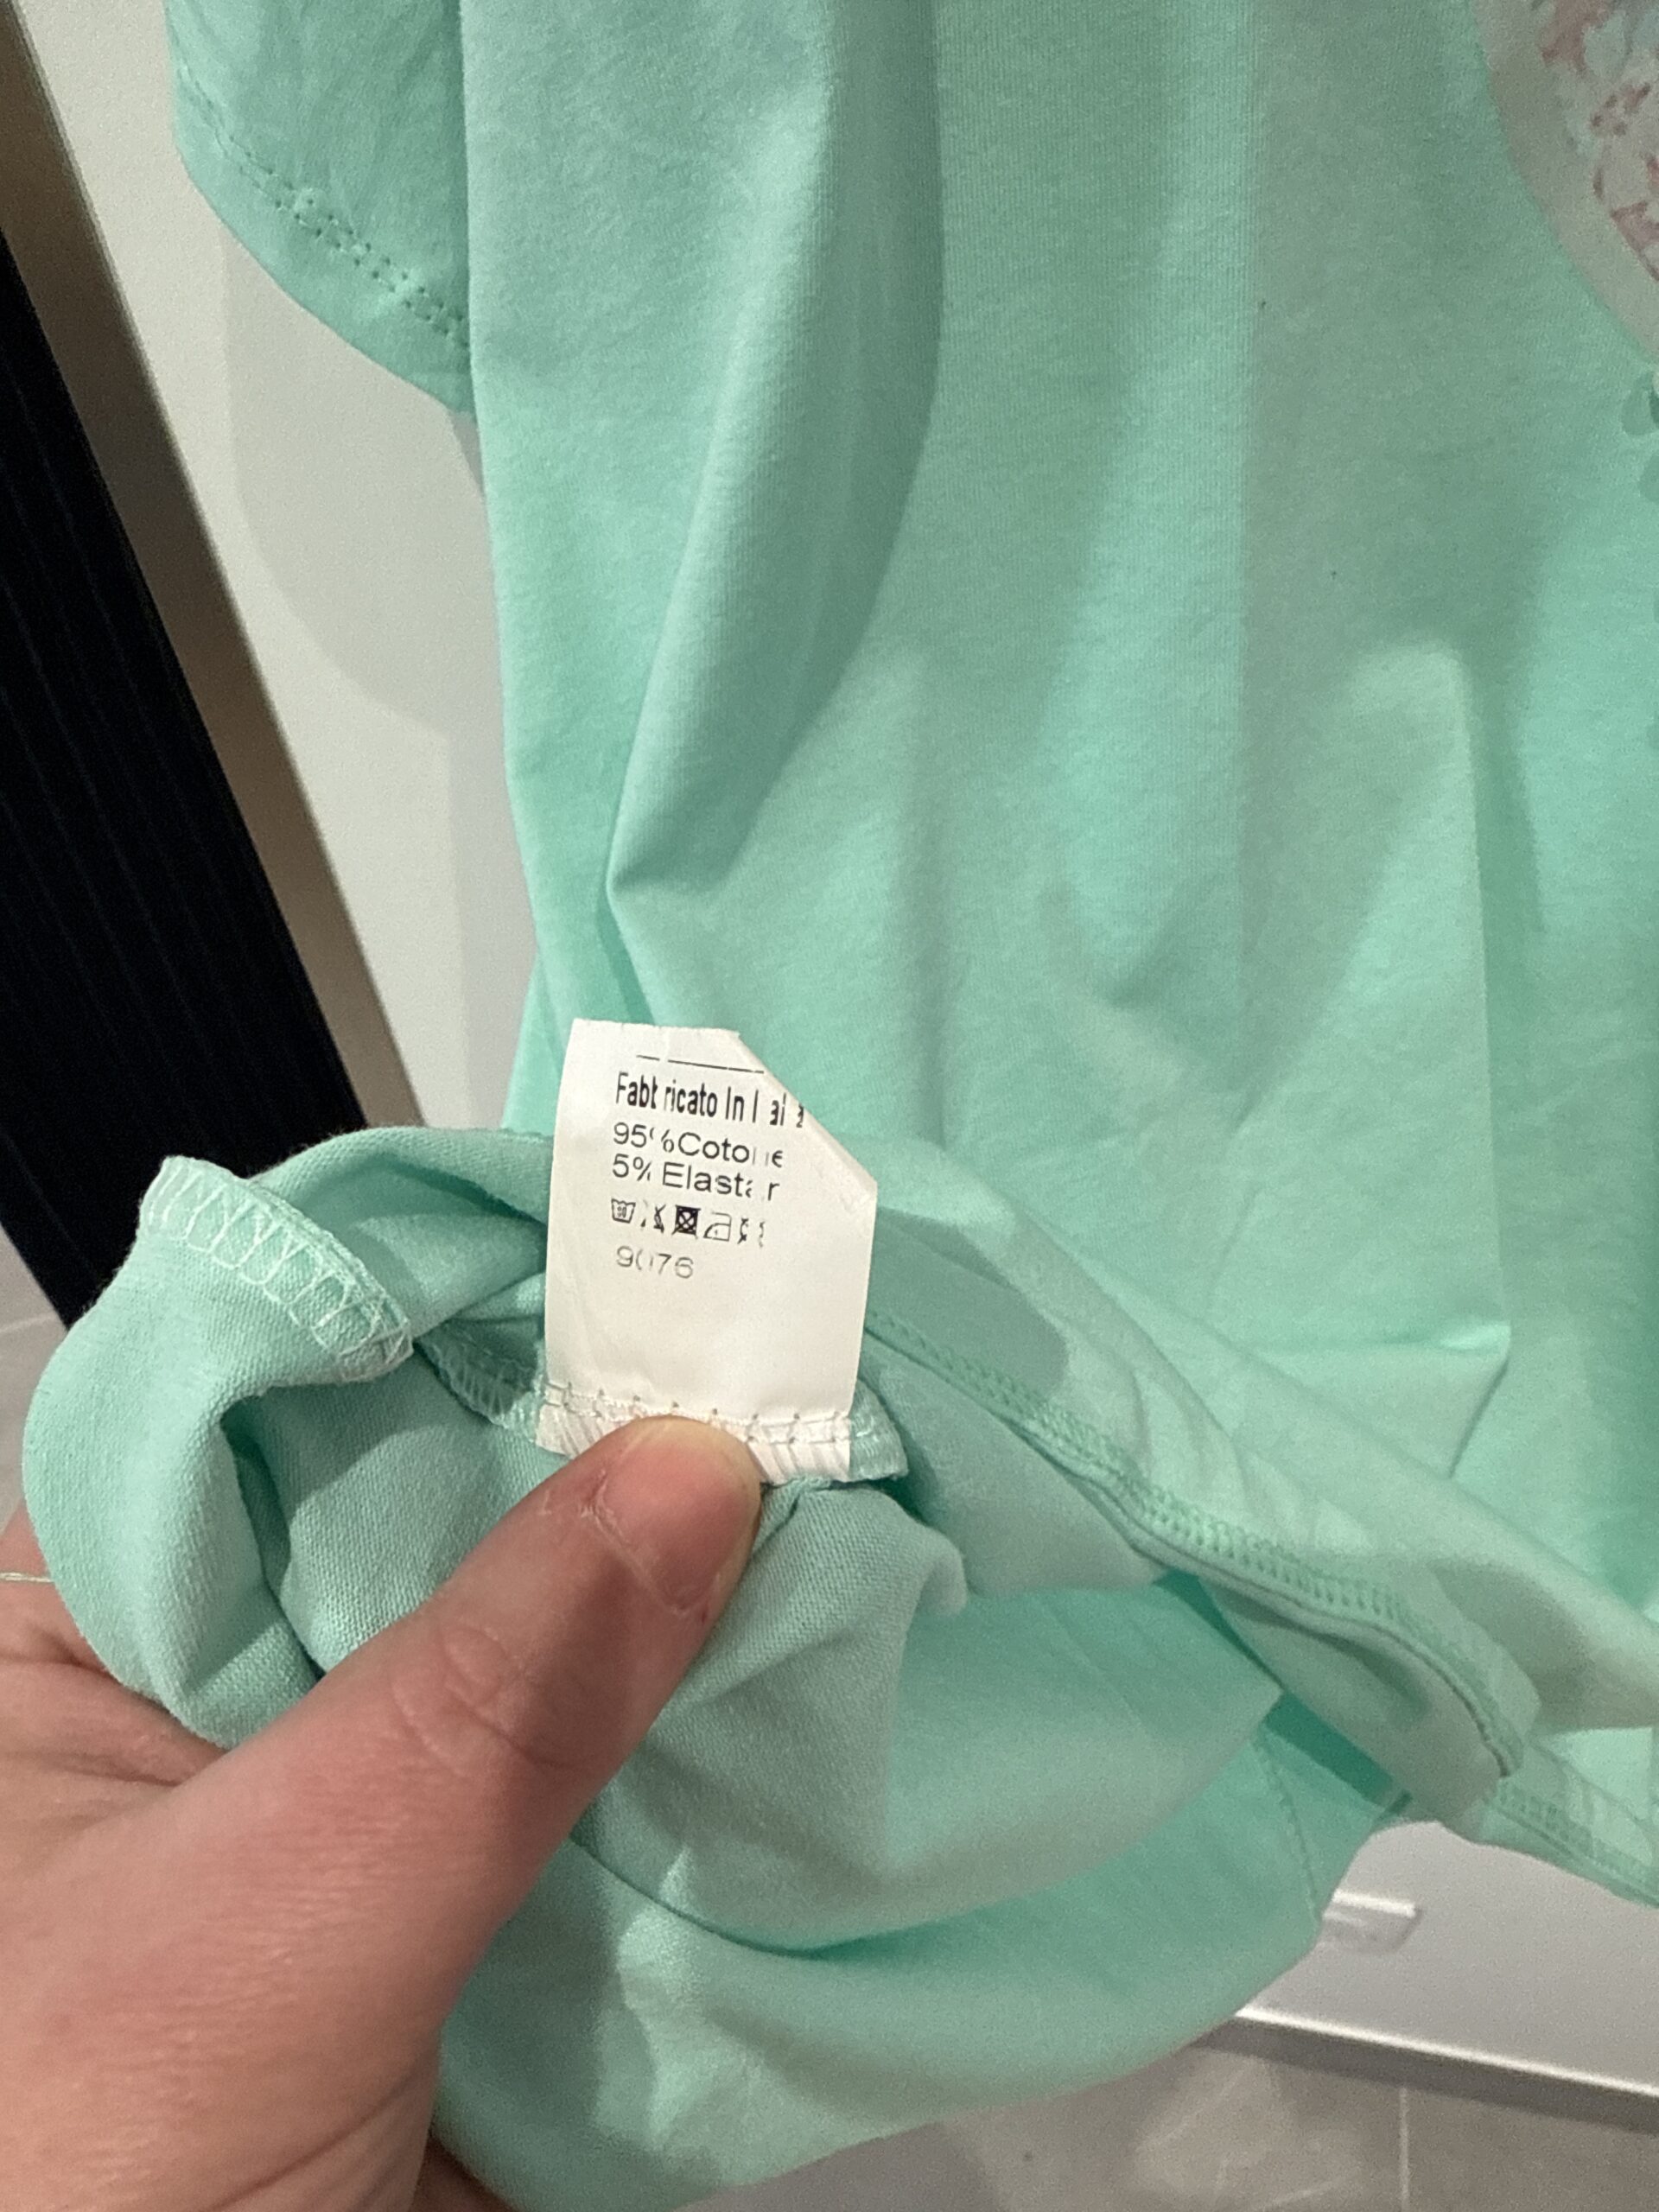 Fabbricato In Italia
95%Cotone
5% Elastan
9076